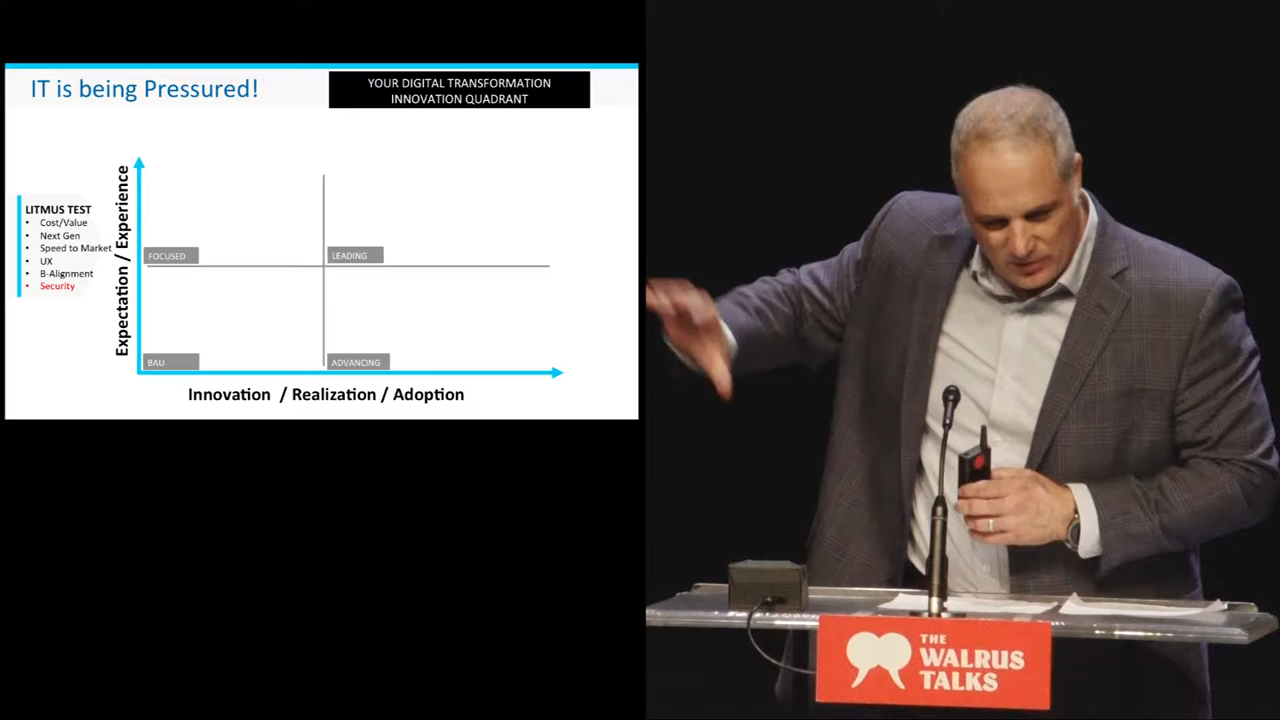 IT is being Pressured!
YOUR DIGITAL TRANSFORMATION
INNOVATION QUADRANT
LITMUS TEST
• Cost/Value
• Next Gen
• Speed to Market
• UX
• B-Alignment
• Security
Expectation / Experience
FOCUSED
LEADING
BAU
ADVANCING
Innovation / Realization / Adoption
THE
WALRUS
TALKS